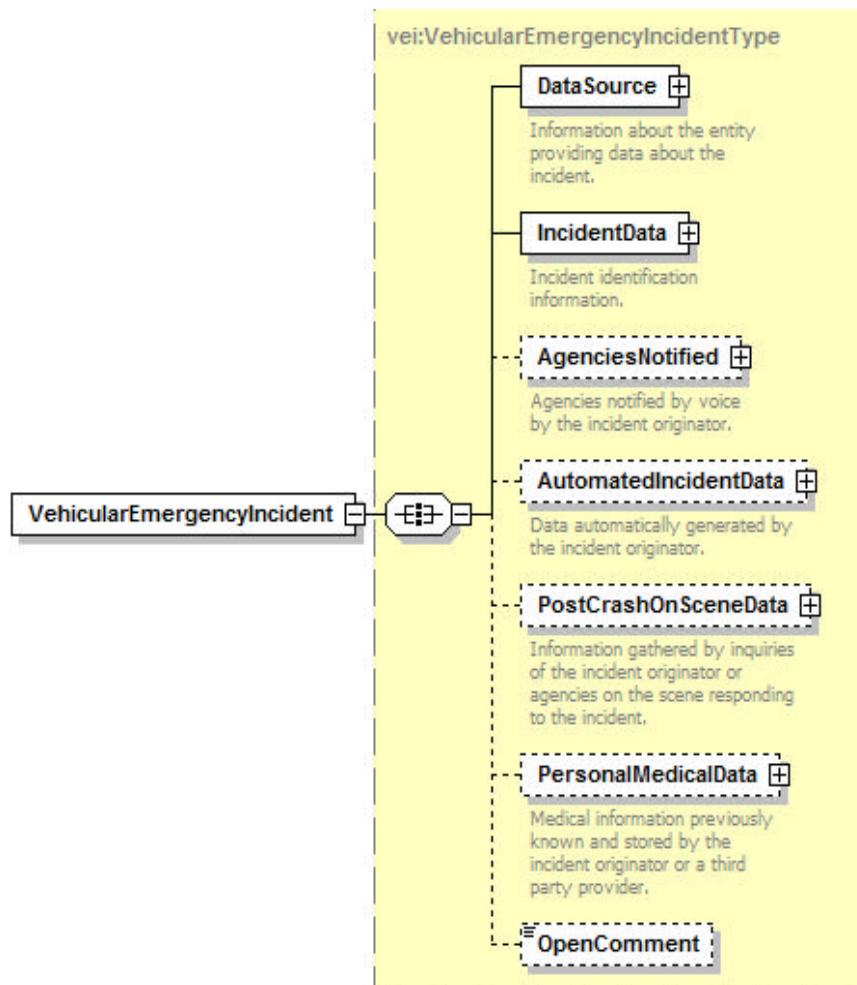 vei:VehicularEmergencyIncidentType
DataSource
Information about the entity
providing data about the
incident.
IncidentData
Incident identification
information.
AgenciesNotified
Agencies notified by voice
by the incident originator.
VehicularEmergencyIncident
AutomatedIncidentData
Data automatically generated by
the incident originator.
PostCrashOnSceneData
Information gathered by inquiries
of the incident originator or
agencies on the scene responding
to the incident.
PersonalMedicalData
Medical information previously
known and stored by the
incident originator or a third
party provider.
OpenComment